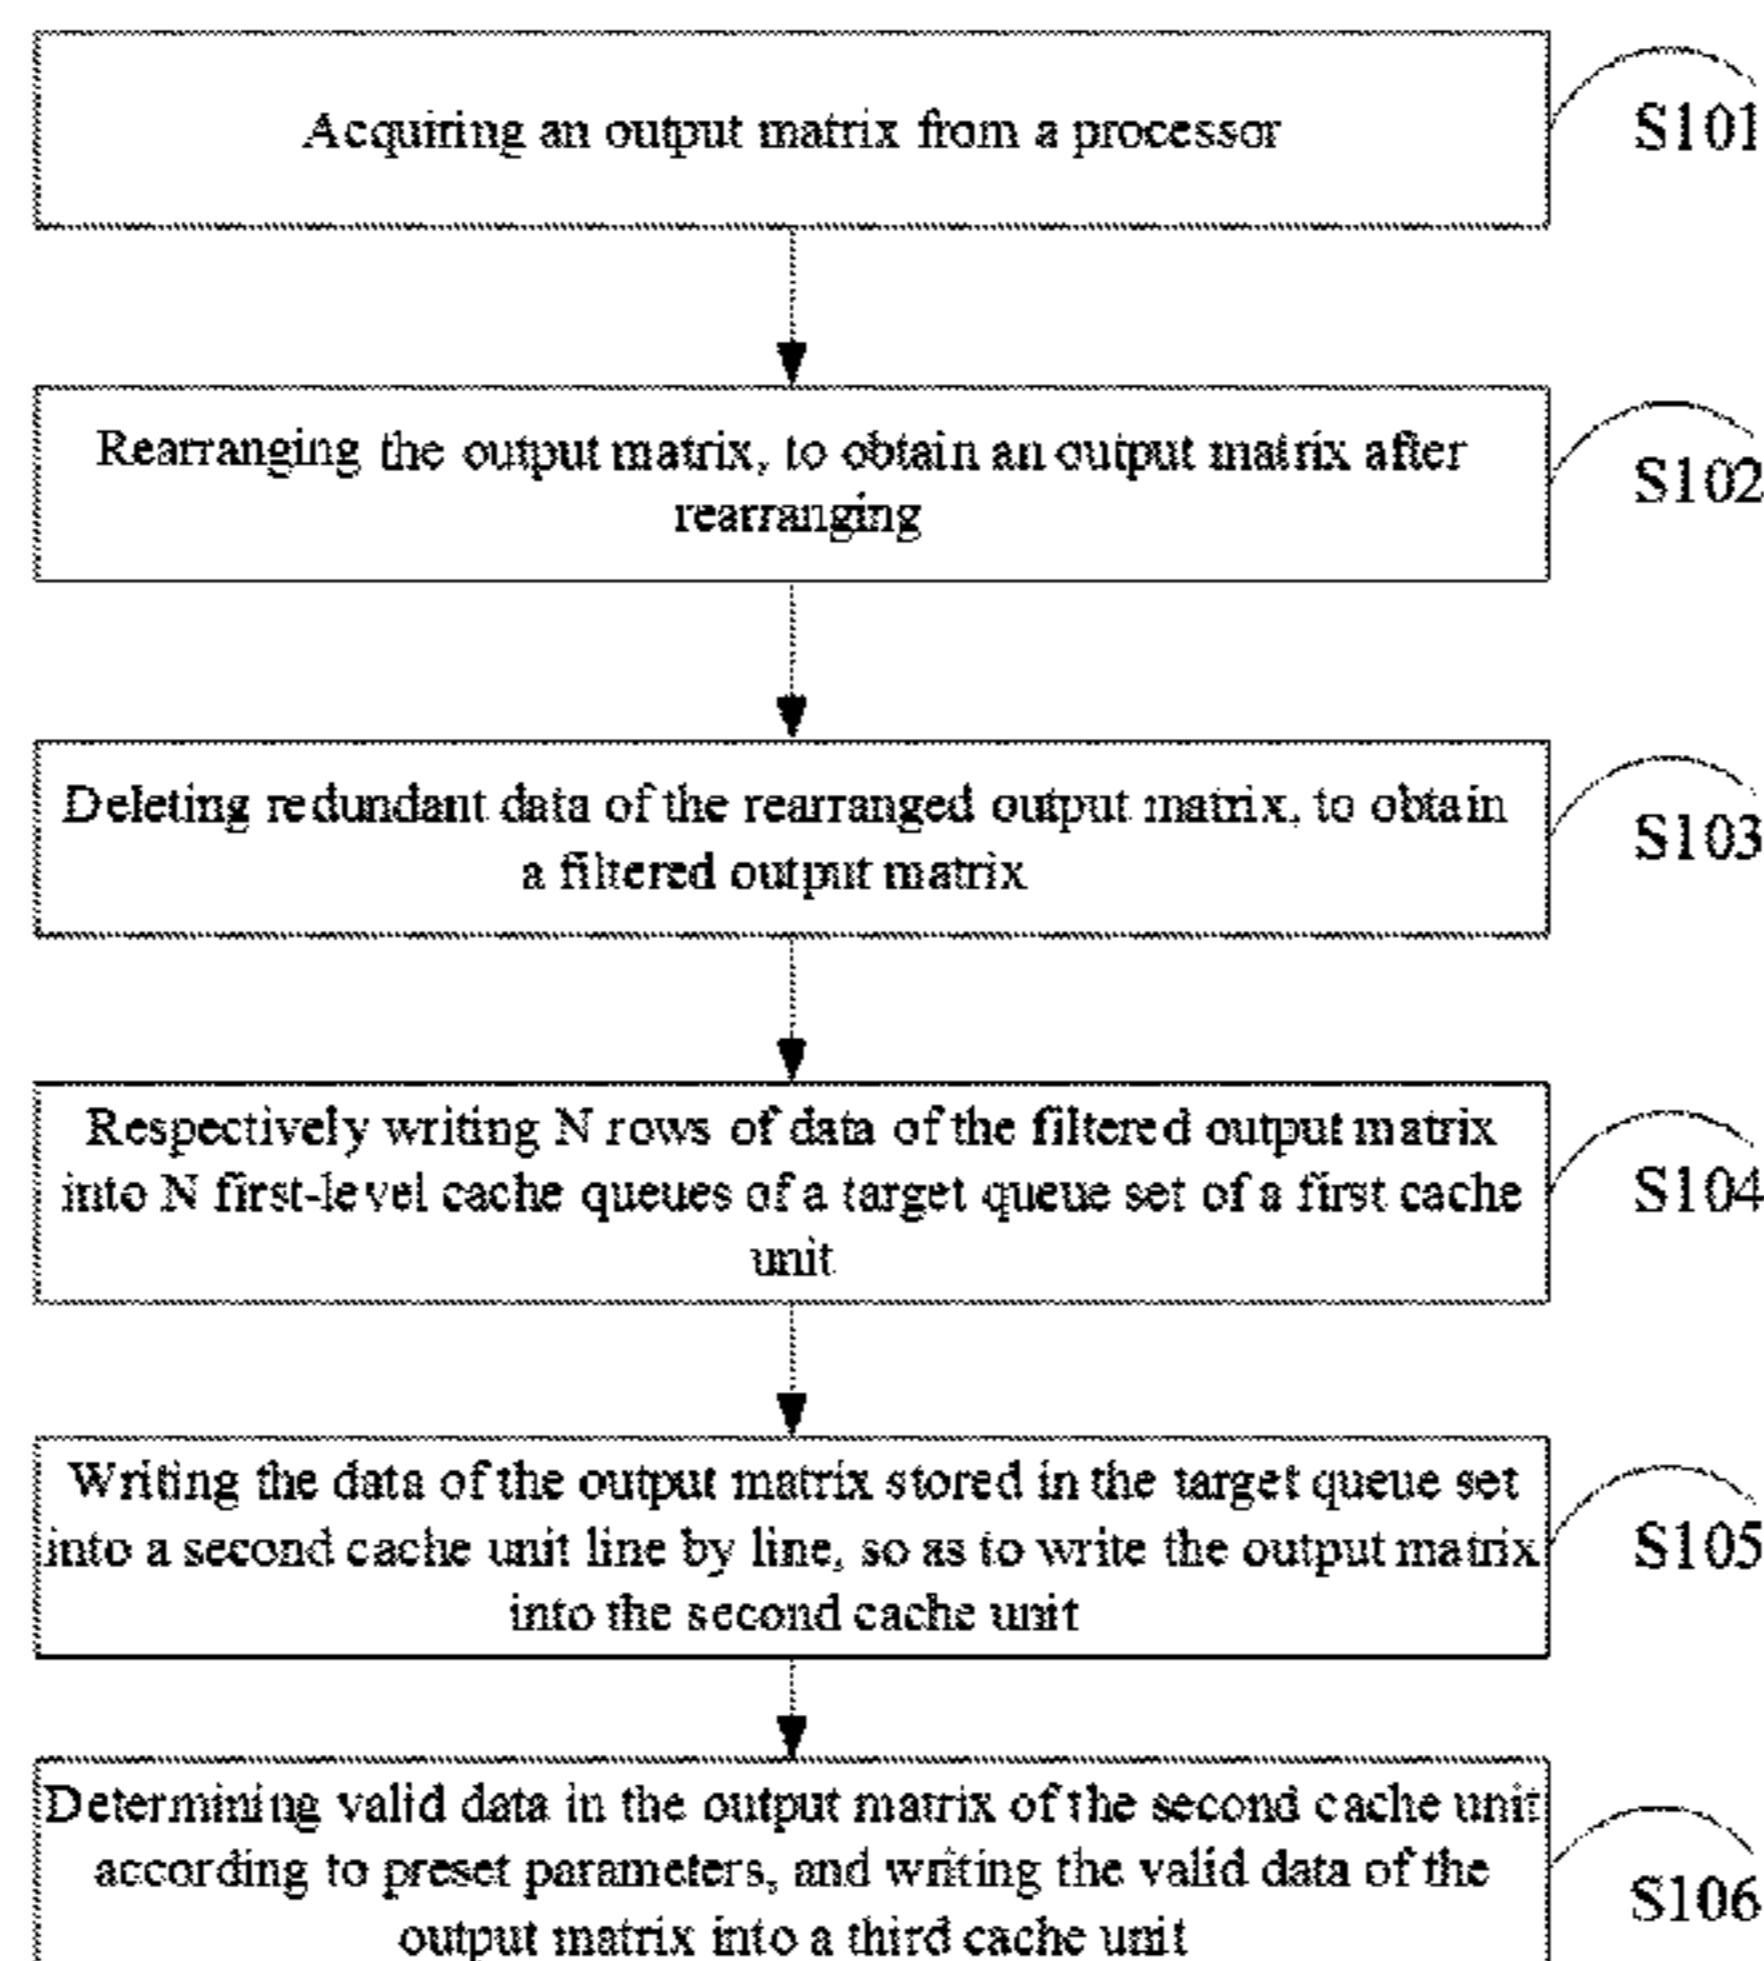 Acquiring an output matrix from a processor
S101
Rearranging the output matrix, to obtain an output matrix after
rearranging
S102
Deleting redundant data of the rearranged output matrix, to obtain
a filtered output matrix
S103
Respectively writing N rows of data of the filtered output matrix
into N first-level cache queues of a target queue set of a first cache
unit
S104
Writing the data of the output matrix stored in the target queue set
into a second cache unit line by line, so as to write the output matrix
into the second cache unit
S105
Determining valid data in the output matrix of the second cache unit
according to preset parameters, and writing the valid data of the
output matrix into a third cache unit
S106